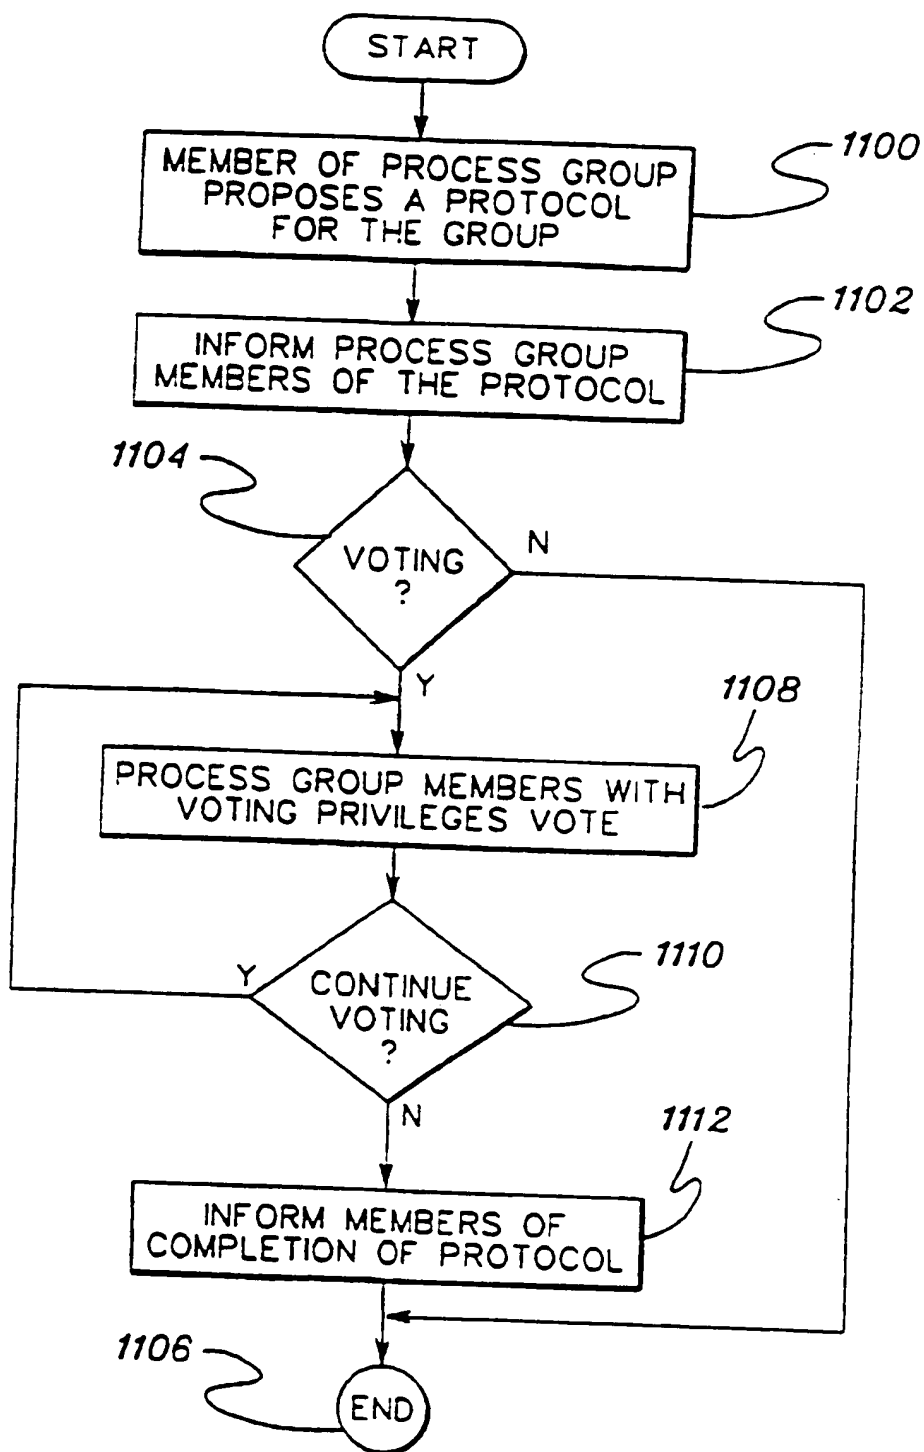 START
MEMBER OF PROCESS GROUP
PROPOSES A PROTOCOL
FOR THE GROUP
1100
INFORM PROCESS GROUP
MEMBERS OF THE PROTOCOL
1102
1104
VOTING
?
N
Y
1108
PROCESS GROUP MEMBERS WITH
VOTING PRIVILEGES VOTE
Y
CONTINUE
VOTING
?
1110
N
1112
INFORM MEMBERS OF
COMPLETION OF PROTOCOL
1106
END